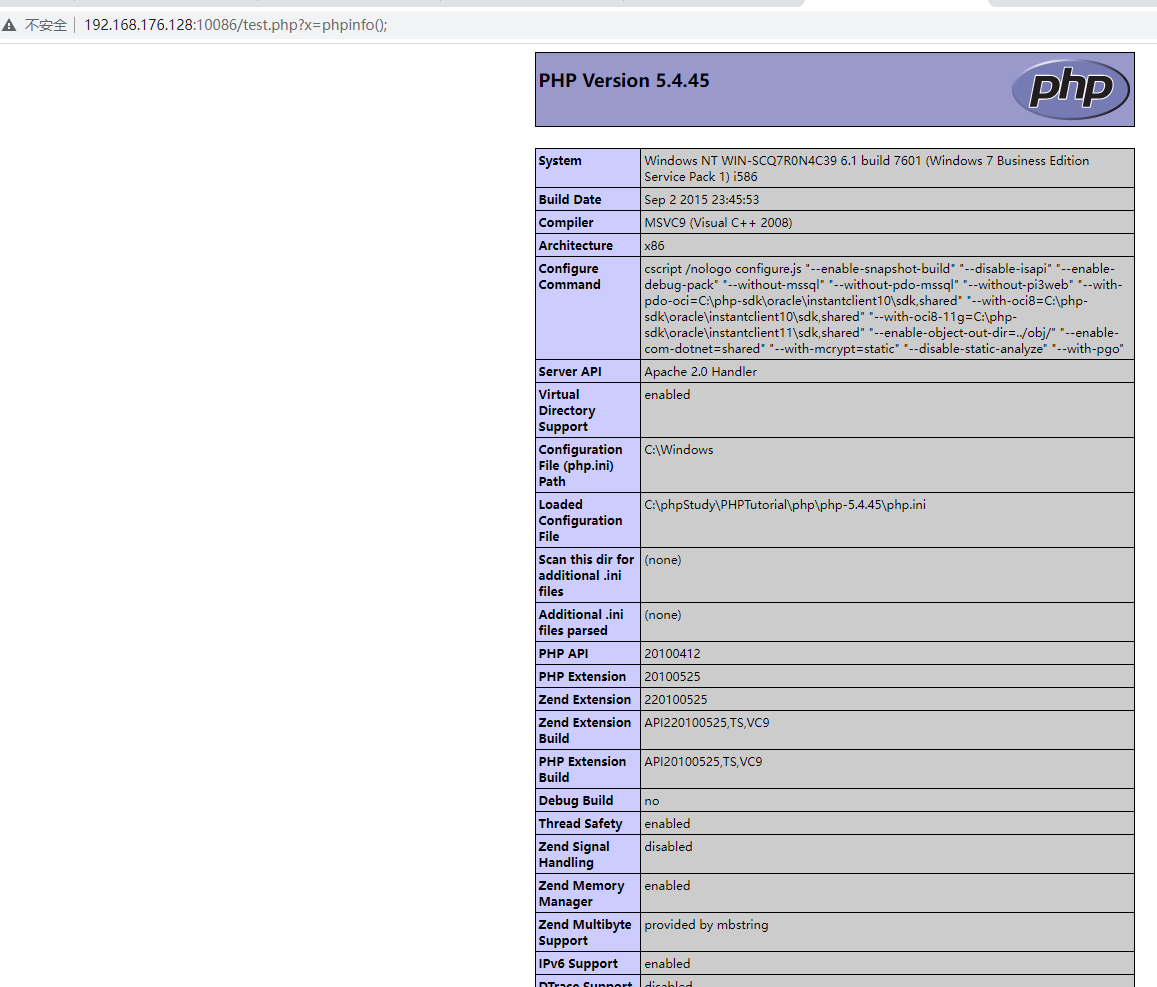 不安全 192.168.176.128:10086/test.php?x=phpinfo();
PHP Version 5.4.45
php
System
Windows NT WIN-SCQ7R0N4C39 6.1 build 7601 (Windows 7 Business Edition
Service Pack 1) i586
Build Date
Sep 2 2015 23:45:53
Compiler
MSVC9 (Visual C++ 2008)
Architecture
x86
Configure
Command
cscript /nologo configure.js "--enable-snapshot-build" "--disable-isapi" "--enable-
debug-pack" "--without-mssql" "--without-pdo-mssql" "--without-pi3web" "--with-
pdo-oci=C:\php-sdk\oracle\instantclient10\sdk,shared" "--with-oci8=C:\php-
sdk\oracle\instantclient10\sdk,shared" "--with-oci8-11g=C:\php-
sdk\oracle\instantclient11\sdk,shared" "--enable-object-out-dir=../obj/" "--enable-
com-dotnet=shared" "--with-mcrypt=static" "--disable-static-analyze" "--with-pgo"
Server API
Apache 2.0 Handler
Virtual
Directory
Support
enabled
Configuration
File (php.ini)
Path
C:\Windows
Loaded
Configuration
File
C:\phpStudy\PHPTutorial\php\php-5.4.45\php.ini
Scan this dir for
additional .ini
files
(none)
Additional .ini
files parsed
(none)
PHP API
20100412
PHP Extension
20100525
Zend Extension
220100525
Zend Extension
Build
API220100525,TS,VC9
PHP Extension
Build
API20100525,TS,VC9
Debug Build
no
Thread Safety
enabled
Zend Signal
Handling
disabled
Zend Memory
Manager
enabled
Zend Multibyte
Support
provided by mbstring
IPv6 Support
enabled
DTrace Support
disabled